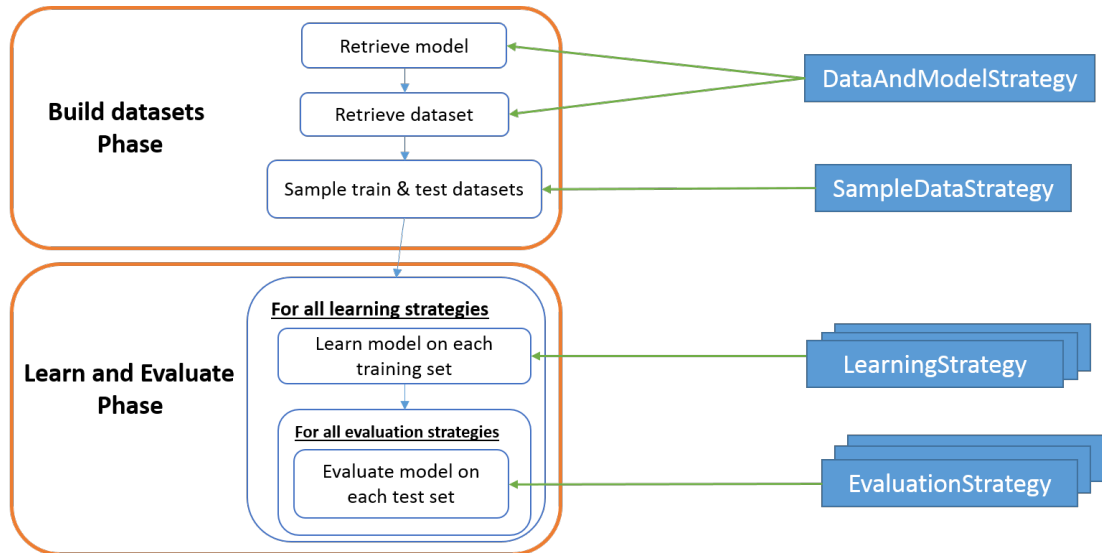 Retrieve model
DataAndModelStrategy
Build datasets
Phase
Retrieve dataset
Sample train & test datasets
SampleDataStrategy
For all learning strategies
Learn model on each
training set
LearningStrategy
Learn and Evaluate
Phase
For all evaluation strategies
Evaluate model on
each test set
EvaluationStrategy